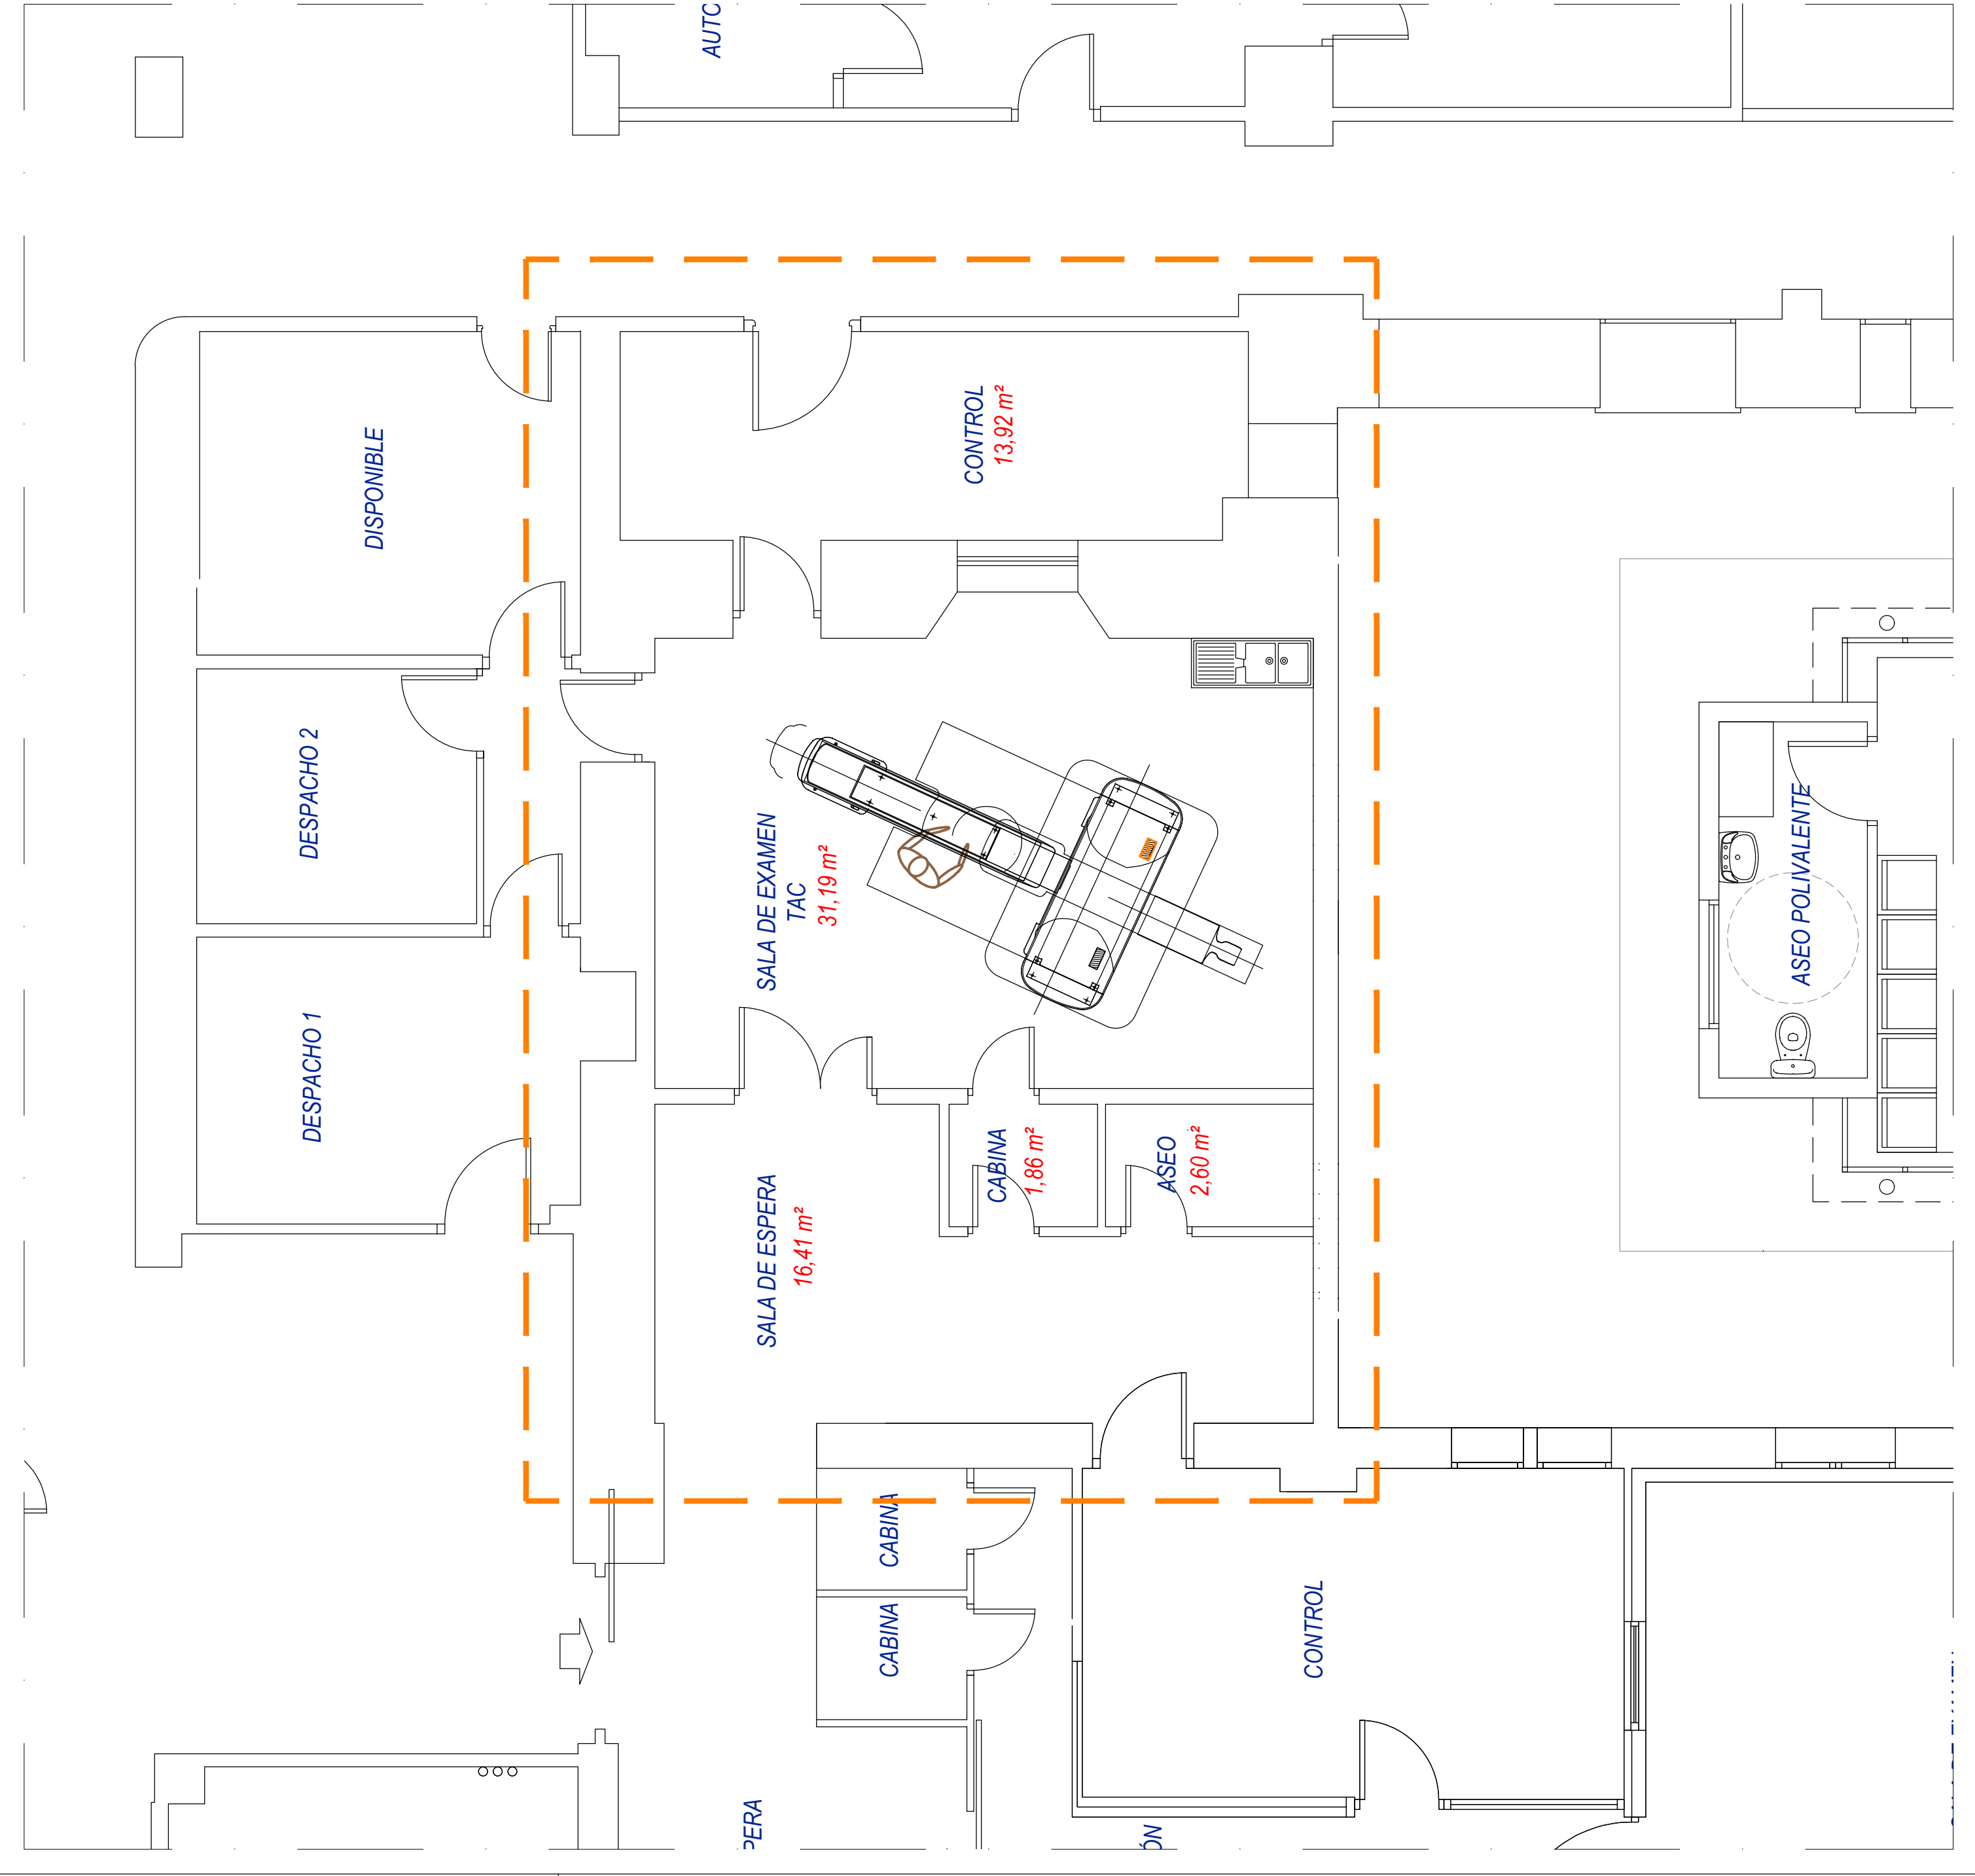 AUTC
DISPONIBLE
CONTROL
13,92 m²
DESPACHO 2
SALA DE EXAMEN
TAC
31,19 m²
ASEO POLIVALENTE
DESPACHO 1
CABINA
1,86 m²
ASEO
2,60 m²
SALA DE ESPERA
16,41 m²
CABINA
CABINA
CONTROL
PERA
ÓN